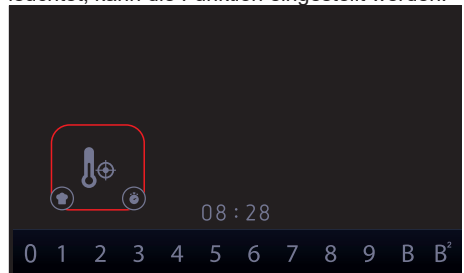 leuchtet, kann die Funktion eingestellt werden.
08:28
0 1 2 3 4 5 6 7 8 9 B B²